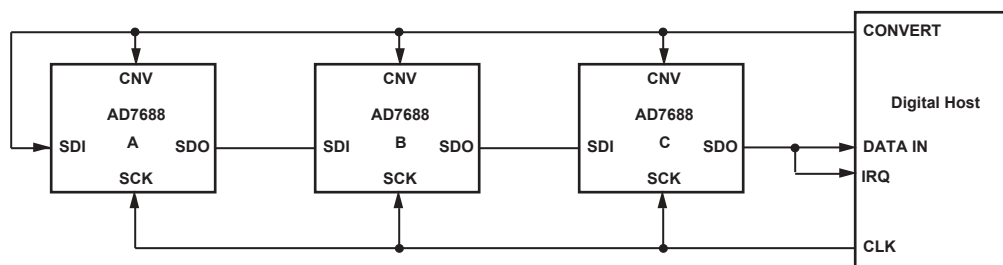 CONVERT
CNV
CNV
CNV
AD7688
AD7688
AD7688
Digital Host
A
B
C
SDI
SDO
SDI
SDO
SDI
SDO
DATA IN
SCK
SCK
SCK
IRQ
CLK